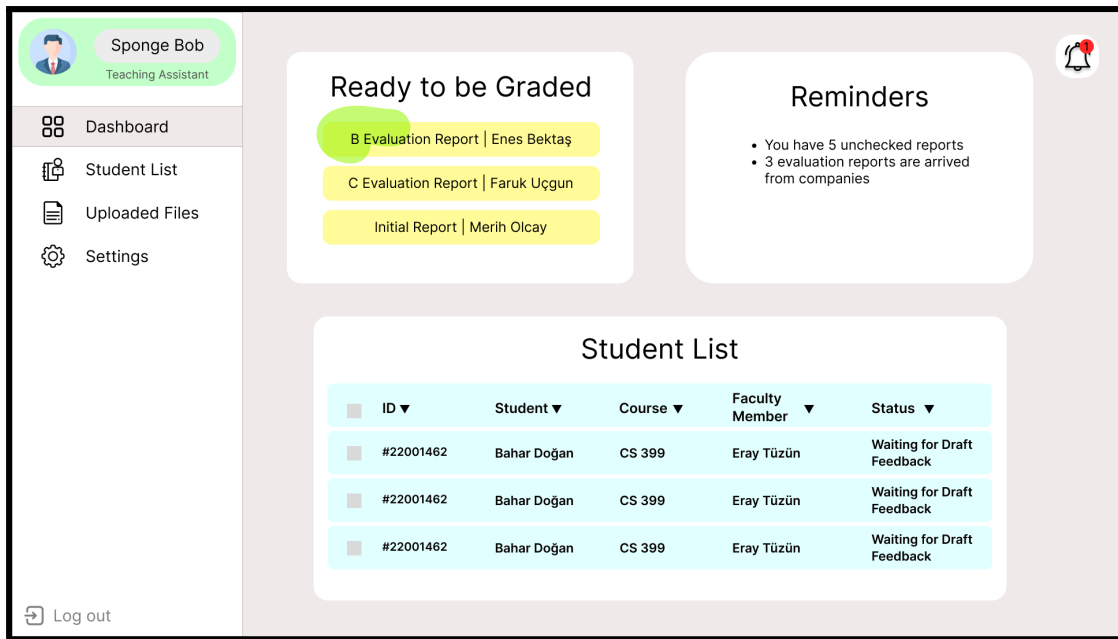 Sponge Bob
Teaching Assistant
Dashboard
Student List
Uploaded Files
Settings
Log out
Ready to be Graded
B Evaluation Report | Enes Bektaş
C Evaluation Report | Faruk Uçgun
Initial Report | Merih Olcay
Reminders
• You have 5 unchecked reports
• 3 evaluation reports are arrived
from companies
1
Student List
ID ▼ Student ▼ Course ▼ Faculty Member ▼ Status ▼
#22001462 Bahar Doğan CS 399 Eray Tüzün Waiting for Draft Feedback
#22001462 Bahar Doğan CS 399 Eray Tüzün Waiting for Draft Feedback
#22001462 Bahar Doğan CS 399 Eray Tüzün Waiting for Draft Feedback